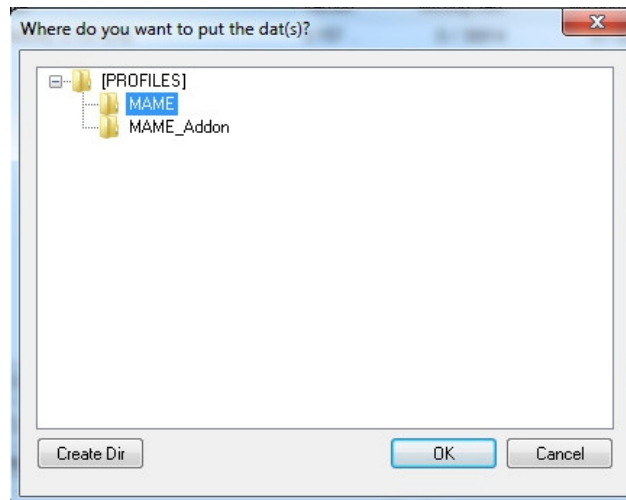 Where do you want to put the dat(s)?
[PROFILES]
MAME
MAME_Addon
Create Dir
OK
Cancel